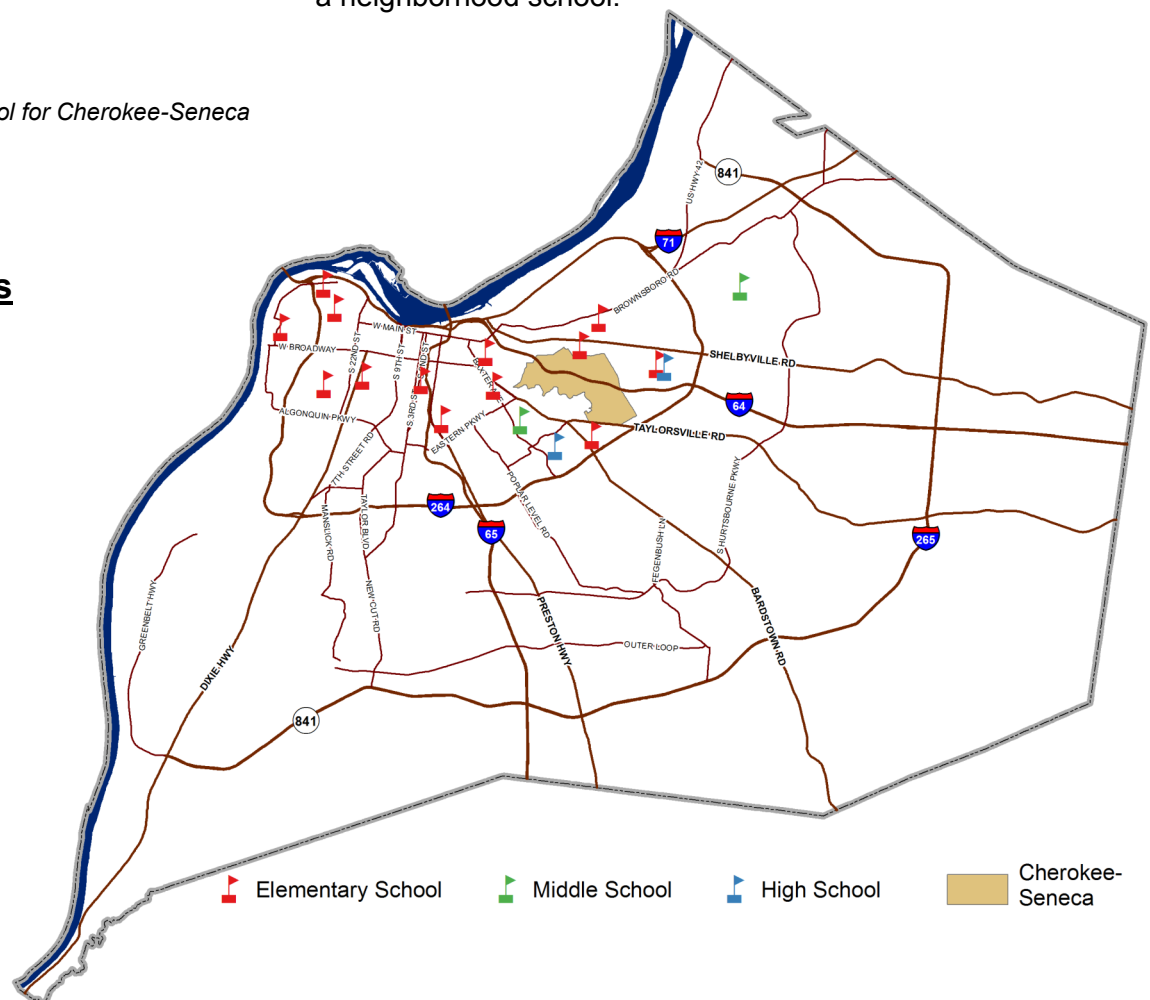 a neighborhood school.
ol for Cherokee-Seneca
s
841
US HWY 42
71
BROWNSBORO RD
W MAIN ST
W BROADWAY
S 22ND ST
S 9TH ST
S 3RD S
2ND ST
BAXTER
SHELBYVILLE RD
64
ALGONQUIN PKWY
EASTERN PKWY
TAYLORSVILLE RD
7TH STREET RD
MANSLICK RD
TAYLOR BLVD
264
65
POPLAR LEVEL RD
FEGENBUSH LN
S HURTSBOURNE PKWY
265
GREENBELT HWY
NEW CUT RD
PRESTON HWY
BARDSTOWN RD
OUTER LOOP
DIXIE HWY
841
Elementary School
Middle School
High School
Cherokee-
Seneca